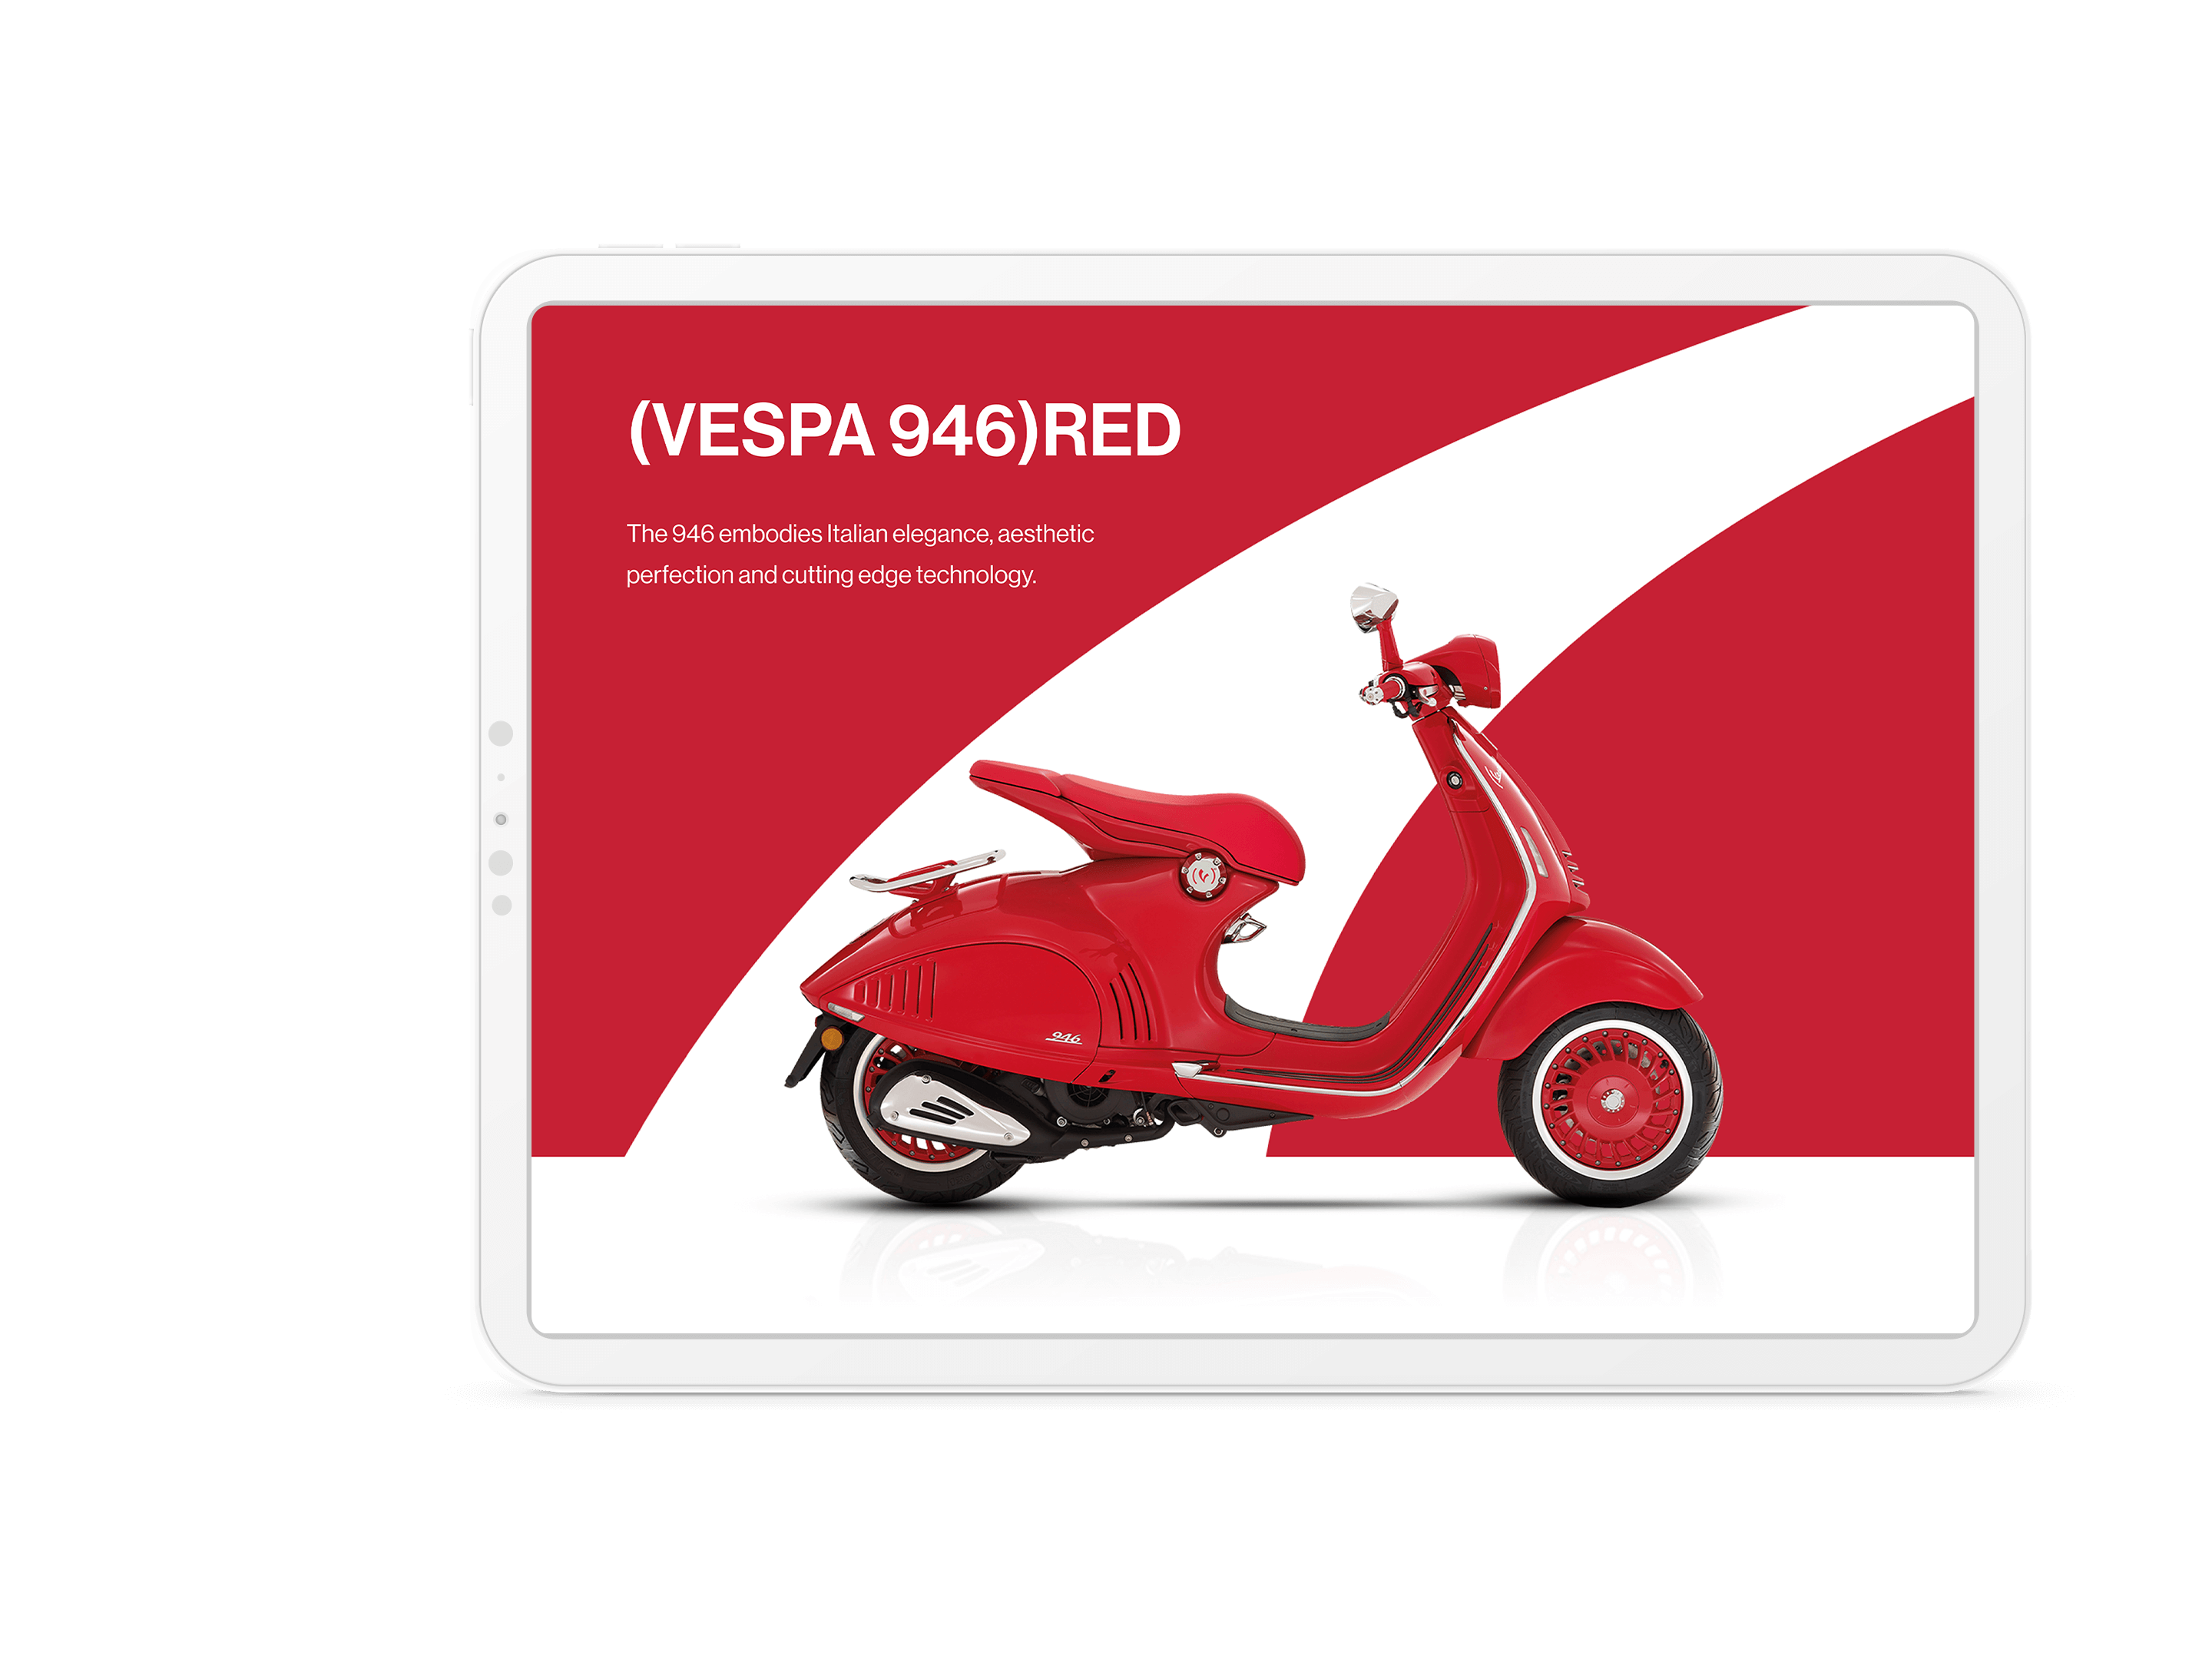 (VESPA 946)RED
The 946 embodies Italian elegance, aesthetic
perfection and cutting edge technology.
946